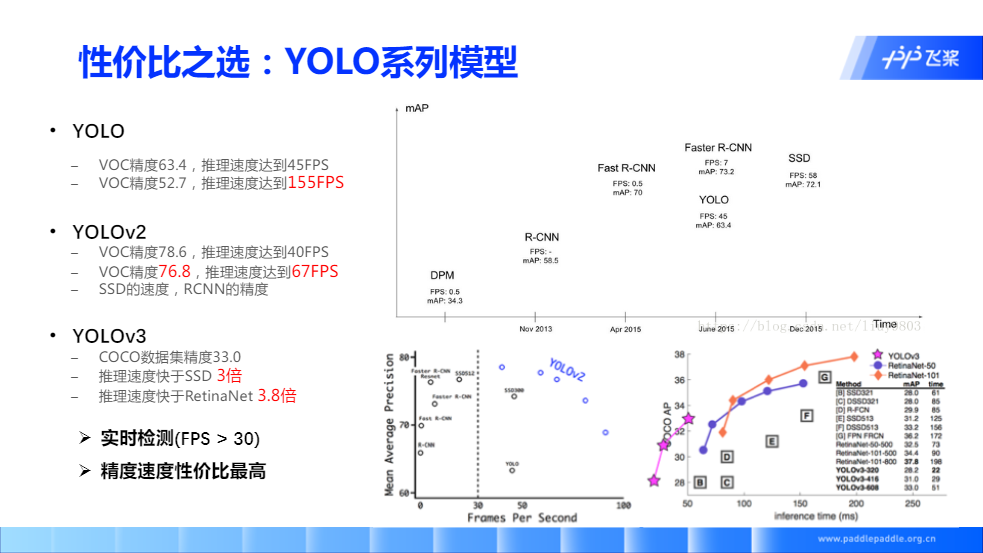 性价比之选：YOLO系列模型
飞桨
• YOLO
– VOC精度63.4，推理速度达到45FPS
– VOC精度52.7，推理速度达到155FPS
• YOLOv2
– VOC精度78.6，推理速度达到40FPS
– VOC精度76.8，推理速度达到67FPS
– SSD的速度，RCNN的精度
• YOLOv3
– COCO数据集精度33.0
– 推理速度快于SSD 3倍
– 推理速度快于RetinaNet 3.8倍
➢ 实时检测(FPS > 30)
➢ 精度速度性价比最高
mAP
Faster R-CNN
FPS: 7
mAP: 73.2
SSD
FPS: 58
mAP: 72.1
Fast R-CNN
FPS: 0.5
mAP: 70
YOLO
FPS: 45
mAP: 63.4
R-CNN
FPS: -
mAP: 58.5
DPM
FPS: 0.5
mAP: 34.3
Nov 2013
Apr 2015
June 2015
Dec 2015
Time
Mean Average Precision
80
70
60
Faster R-CNN
Resnet
SSD512
YOLOv2
SSD300
Faster R-CNN
Fast R-CNN
R-CNN
YOLO
0
30
50
100
Frames Per Second
COCO AP
38
36
34
32
30
28
YOLOv3
RetinaNet-50
RetinaNet-101
G
F
E
D
B
C
Method mAP time
[B] SSD321 28.0 61
[C] DSSD321 28.0 85
[D] R-FCN 29.9 85
[E] SSD513 31.2 125
[F] DSSD513 33.2 156
[G] FPN FRCN 36.2 172
RetinaNet-50-500 32.5 73
RetinaNet-101-500 34.4 90
RetinaNet-101-800 37.8 198
YOLOv3-320 28.2 22
YOLOv3-416 31.0 29
YOLOv3-608 33.0 51
50
100
150
200
250
inference time (ms)
www.paddlepaddle.org.cn